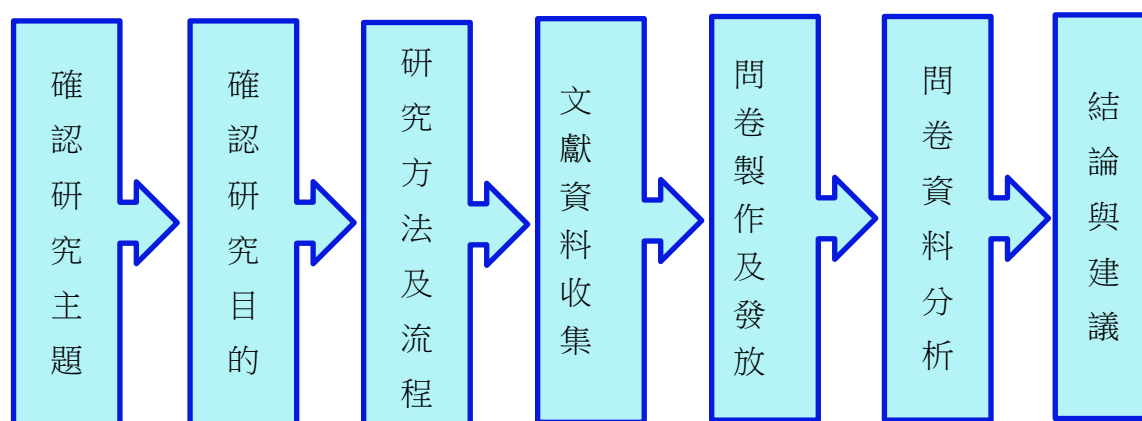 確認研究主題
確認研究目的
研究方法及流程
文獻資料收集
問卷製作及發放
問卷資料分析
結論與建議